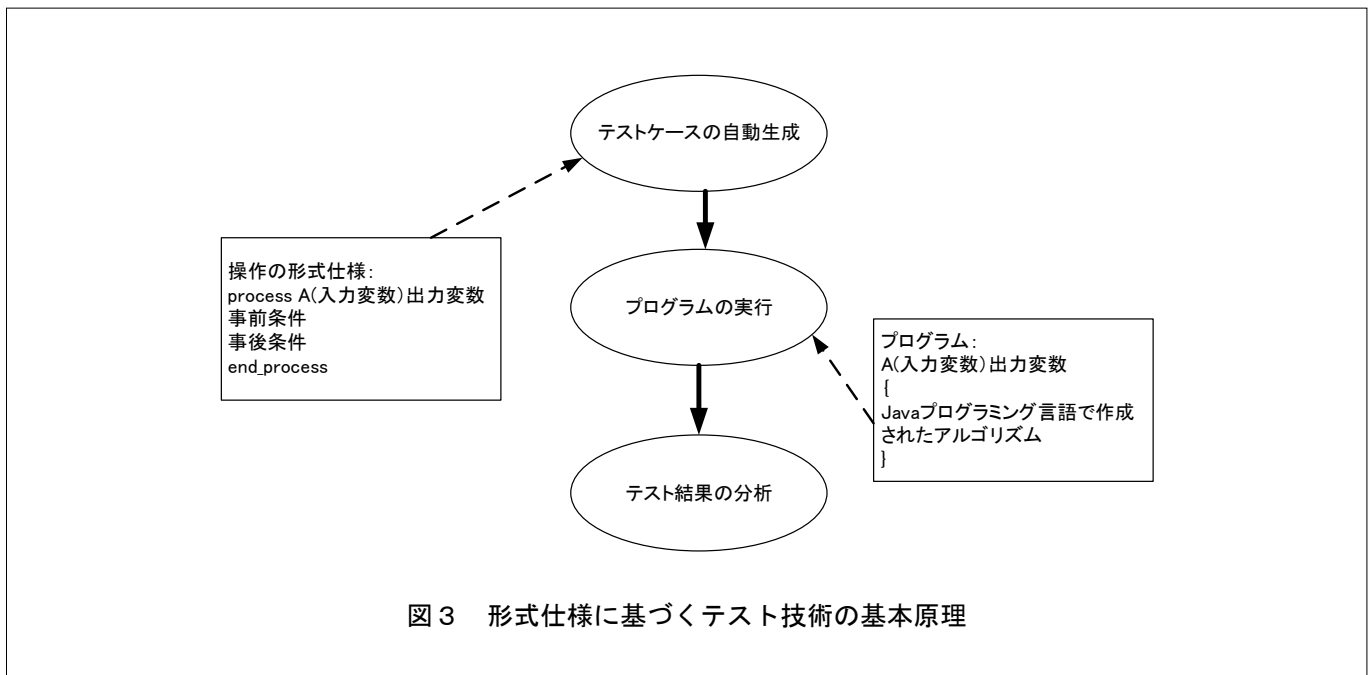 テストケースの自動生成
操作の形式仕様：
process A(入力変数)出力変数
事前条件
事後条件
end_process
プログラムの実行
プログラム：
A(入力変数)出力変数
{
Javaプログラミング言語で作成
されたアルゴリズム
}
テスト結果の分析
図３　形式仕様に基づくテスト技術の基本原理